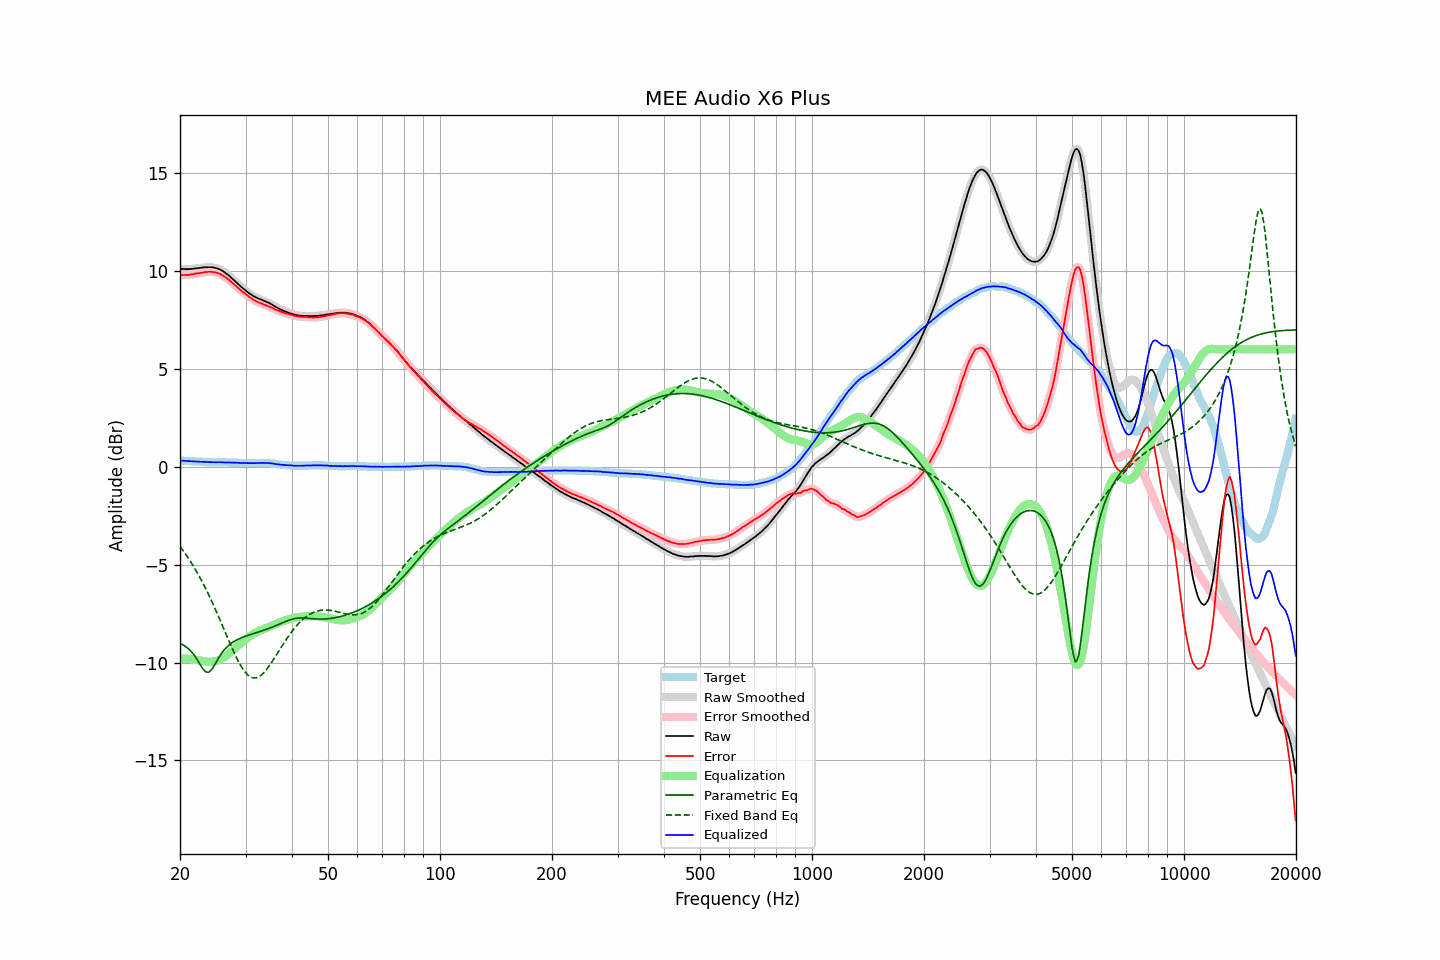 MEE Audio X6 Plus
Amplitude (dBr)
15
10
5
0
−5
−10
−15
20
50
100
200
500
1000
2000
5000
10000
20000
Frequency (Hz)
Target
Raw Smoothed
Error Smoothed
Raw
Error
Equalization
Parametric Eq
Fixed Band Eq
Equalized